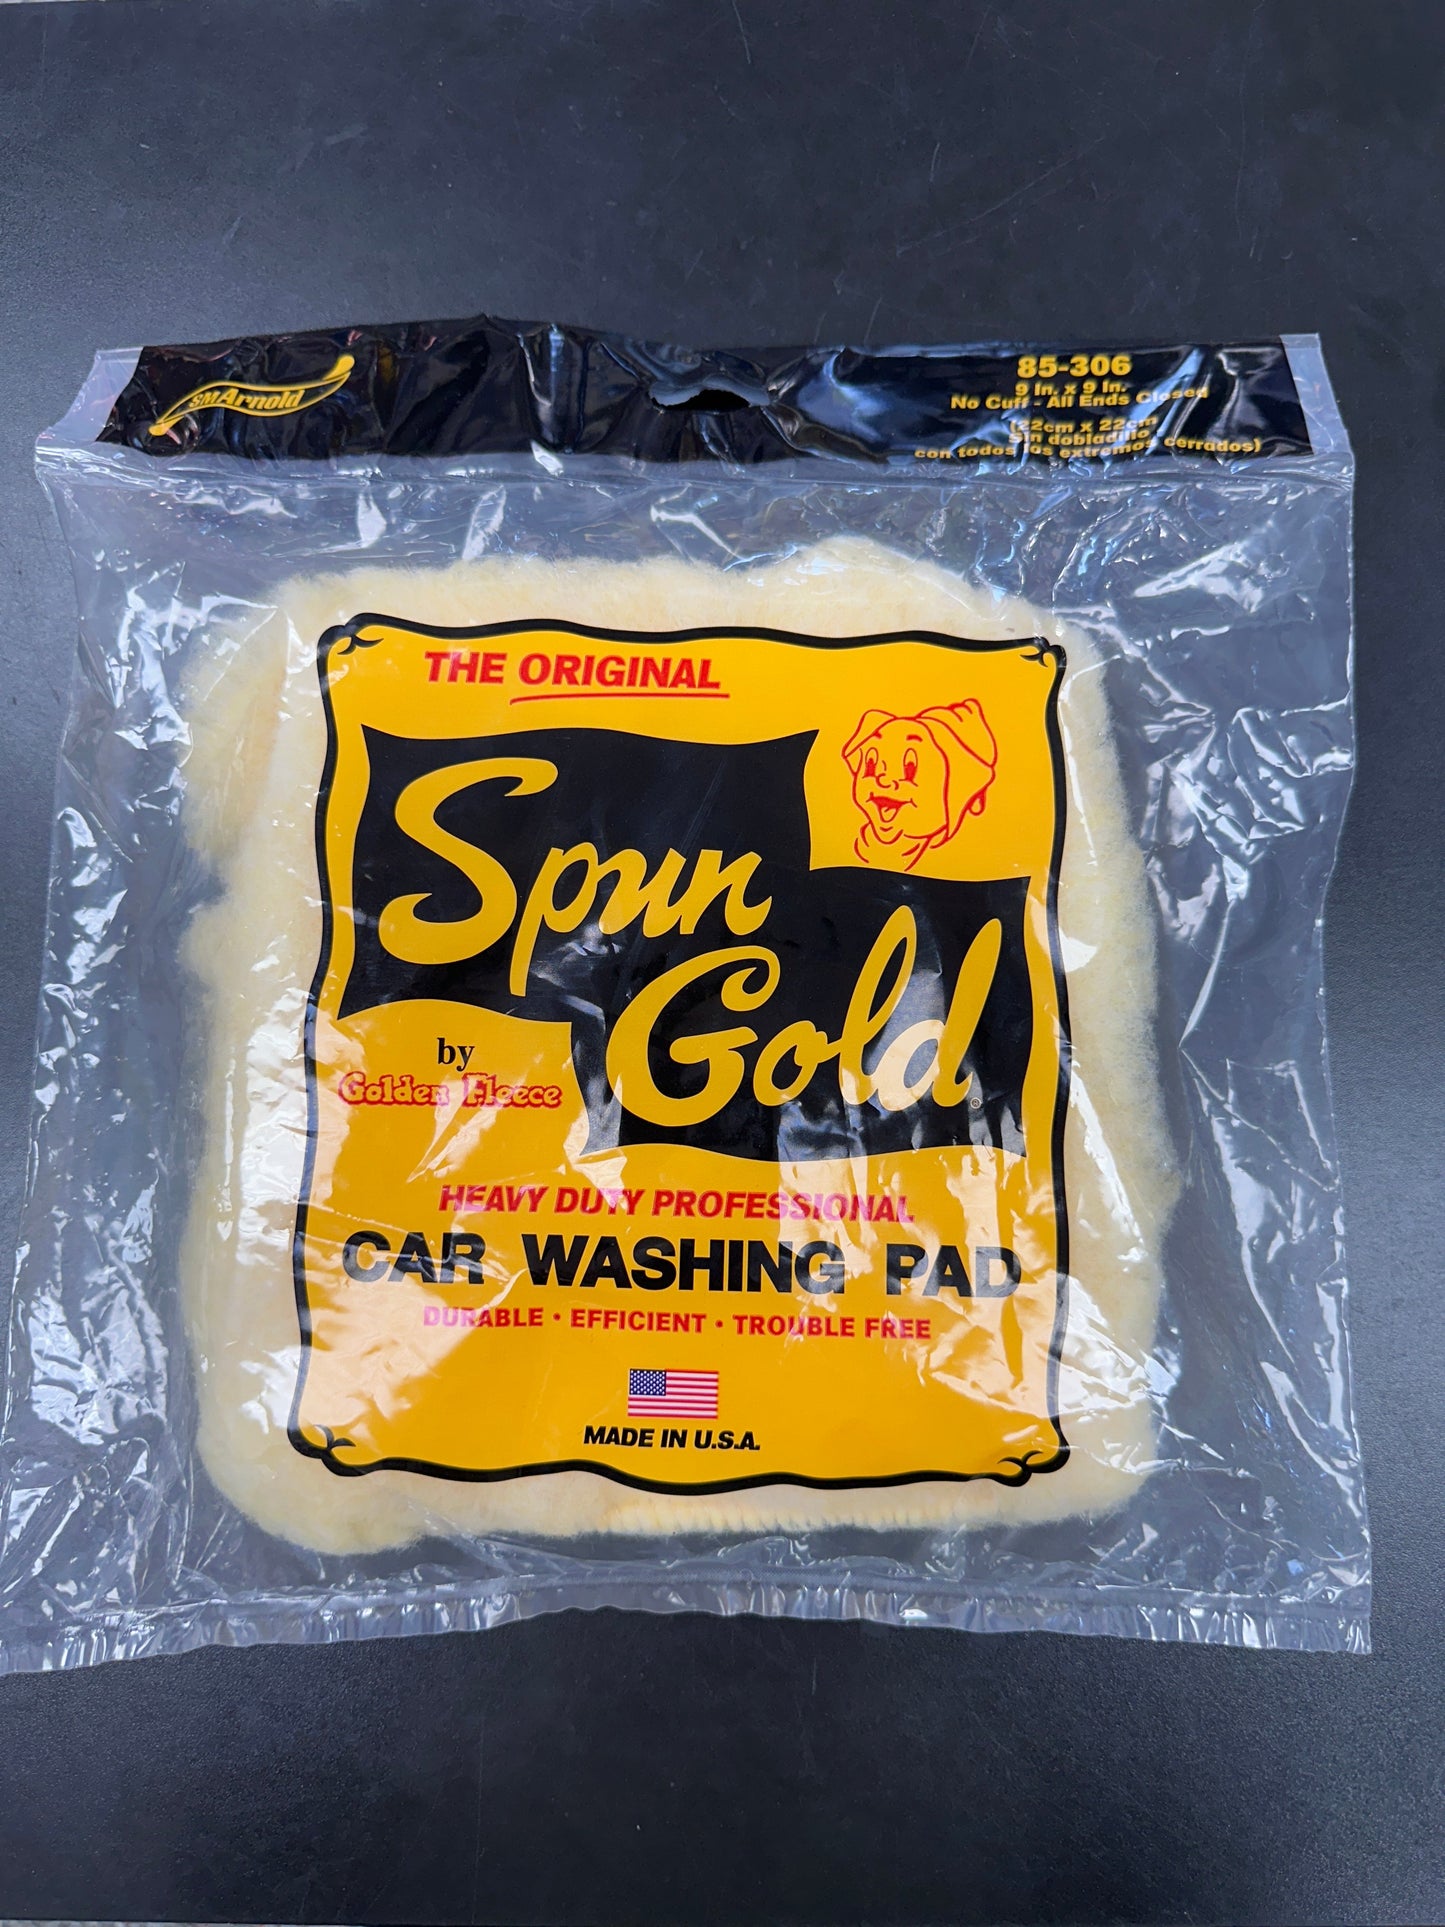 SM Arnold
85-306
9 In. x 9 In.
No Cuff - All Ends Closed
(22cm x 22cm
Sin dobladillo
con todos los extremos cerrados)
THE ORIGINAL
Spun
Gold®
by
Golden Fleece
HEAVY DUTY PROFESSIONAL
CAR WASHING PAD
DURABLE • EFFICIENT • TROUBLE FREE
MADE IN U.S.A.